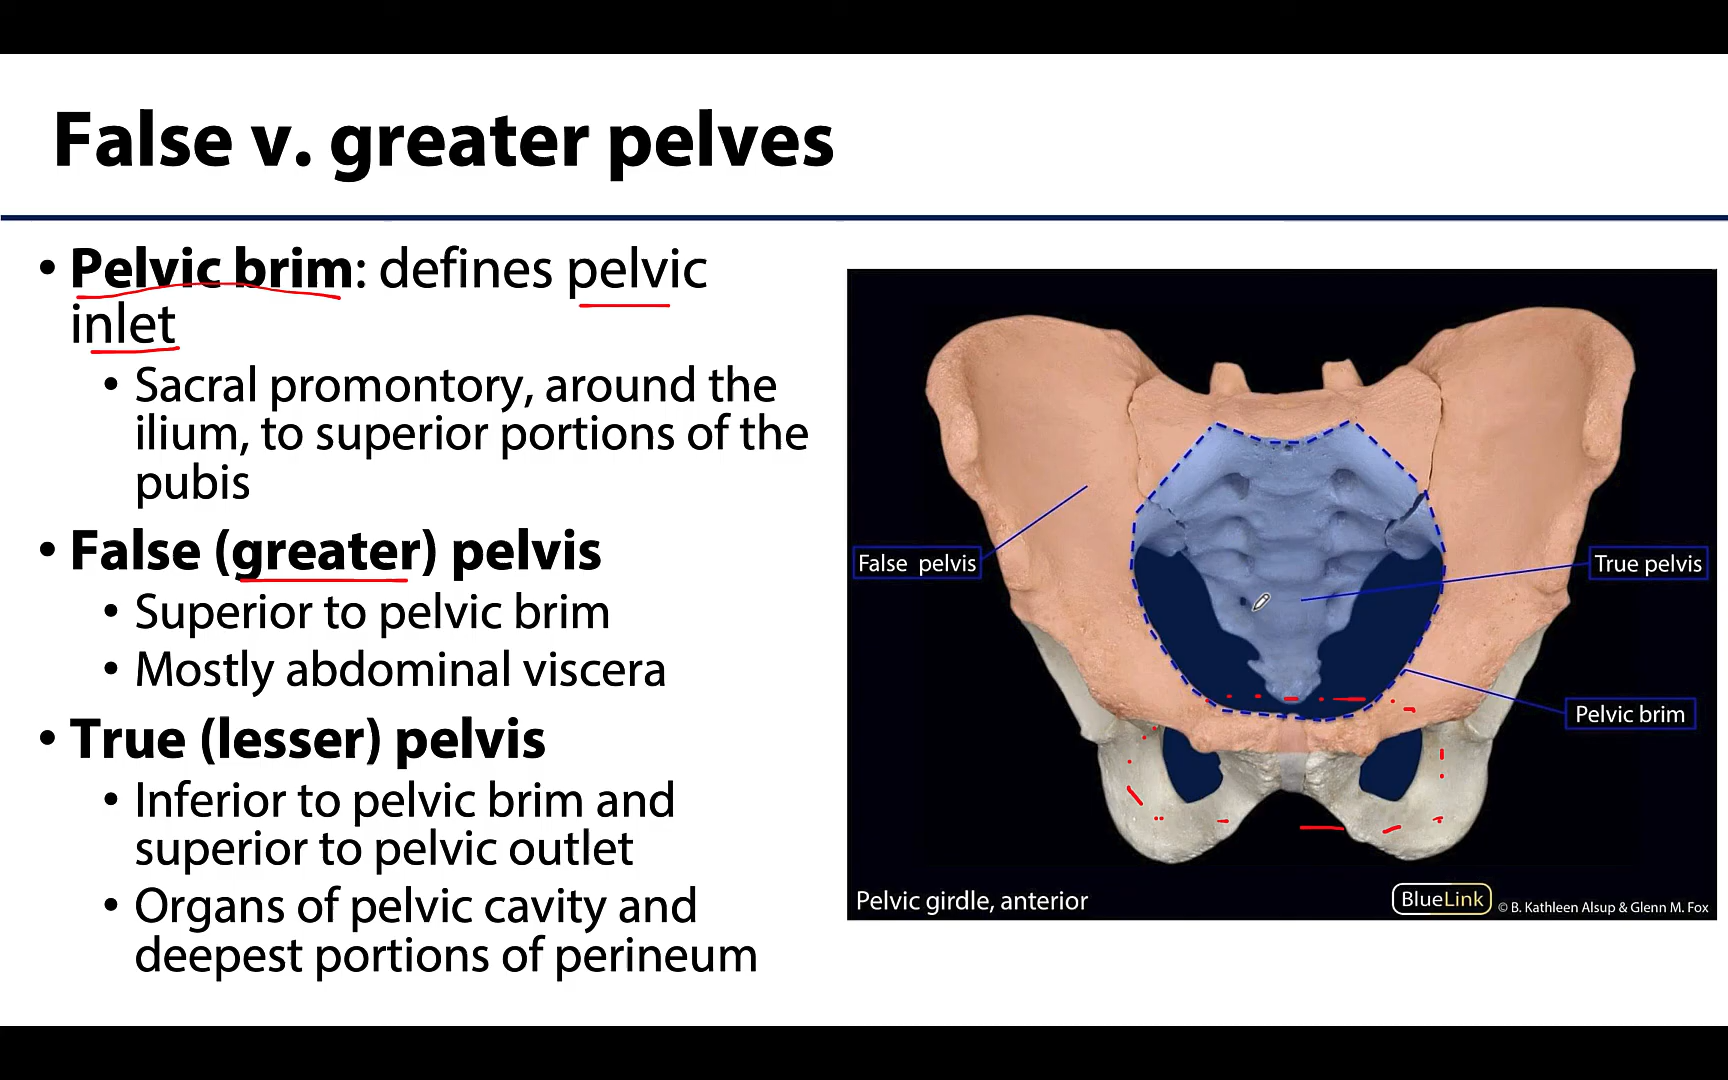 False v. greater pelves
• Pelvic brim: defines pelvic
inlet
• Sacral promontory, around the
ilium, to superior portions of the
pubis
• False (greater) pelvis
• Superior to pelvic brim
• Mostly abdominal viscera
• True (lesser) pelvis
• Inferior to pelvic brim and
superior to pelvic outlet
• Organs of pelvic cavity and
deepest portions of perineum
False pelvis
True pelvis
Pelvic brim
Pelvic girdle, anterior
BlueLink © B. Kathleen Alsup & Glenn M. Fox